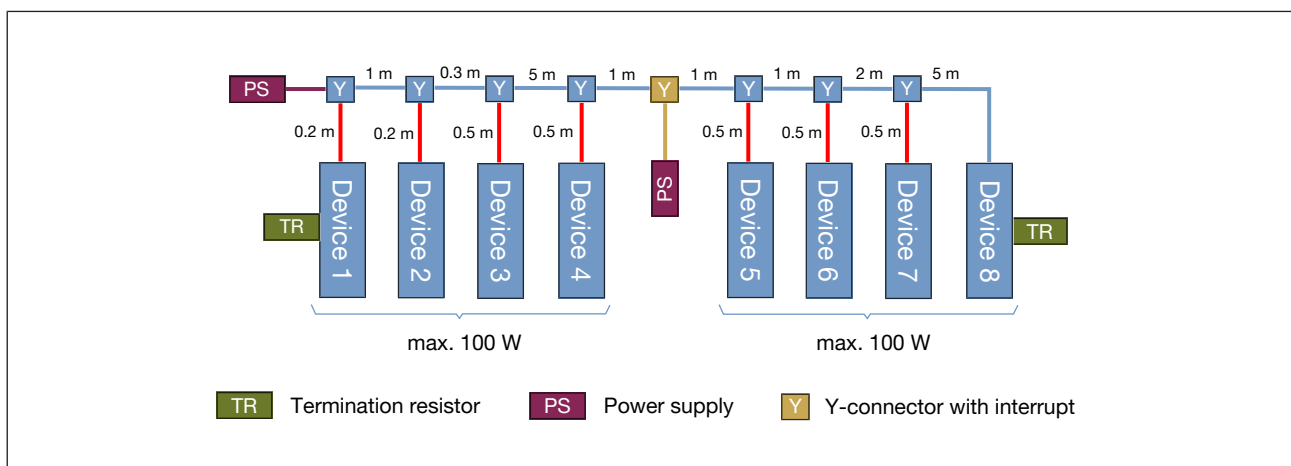 1 m 0.3 m 5 m 1 m 1 m 1 m 2 m 5 m
PS Y Y Y Y Y Y Y Y
0.2 m 0.2 m 0.5 m 0.5 m 0.5 m 0.5 m 0.5 m
PS
TR Device 1 Device 2 Device 3 Device 4 Device 5 Device 6 Device 7 Device 8 TR
max. 100 W max. 100 W
TR Termination resistor PS Power supply Y Y-connector with interrupt